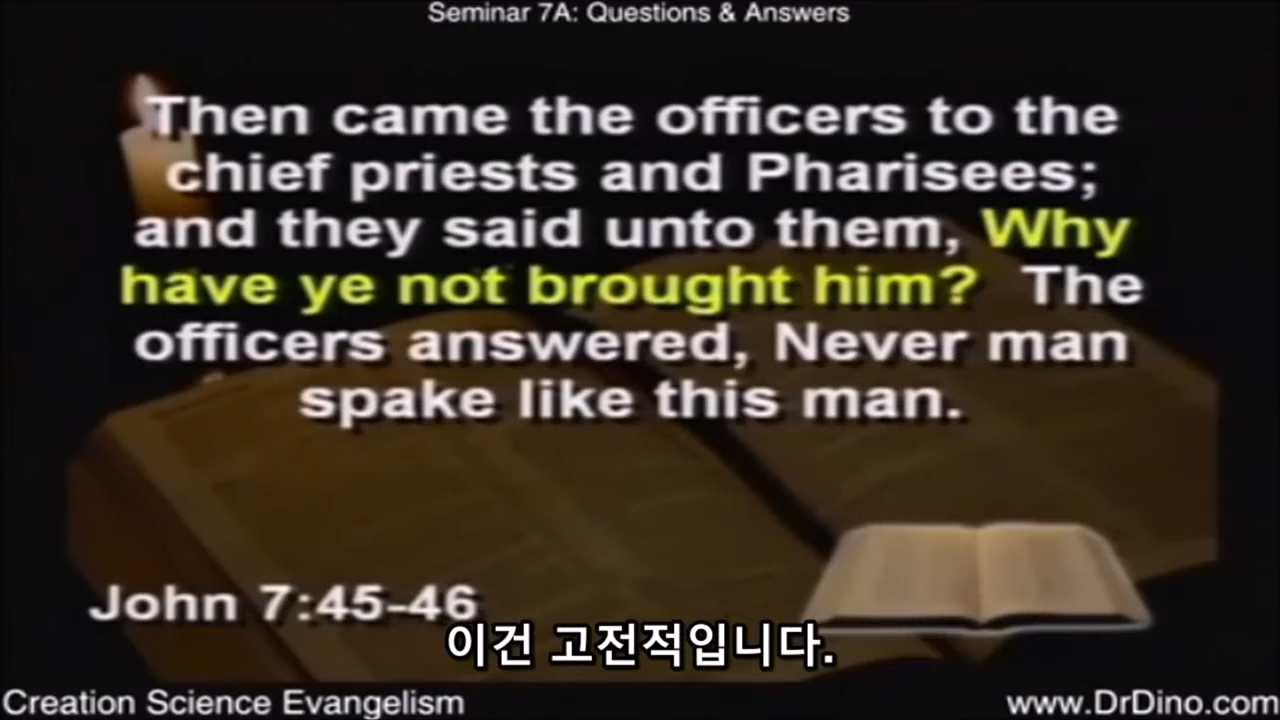 Seminar 7A: Questions & Answers
Then came the officers to the
chief priests and Pharisees;
and they said unto them, Why
have ye not brought him? The
officers answered, Never man
spake like this man.
John 7:45-46
이건 고전적입니다.
Creation Science Evangelism
www.DrDino.com